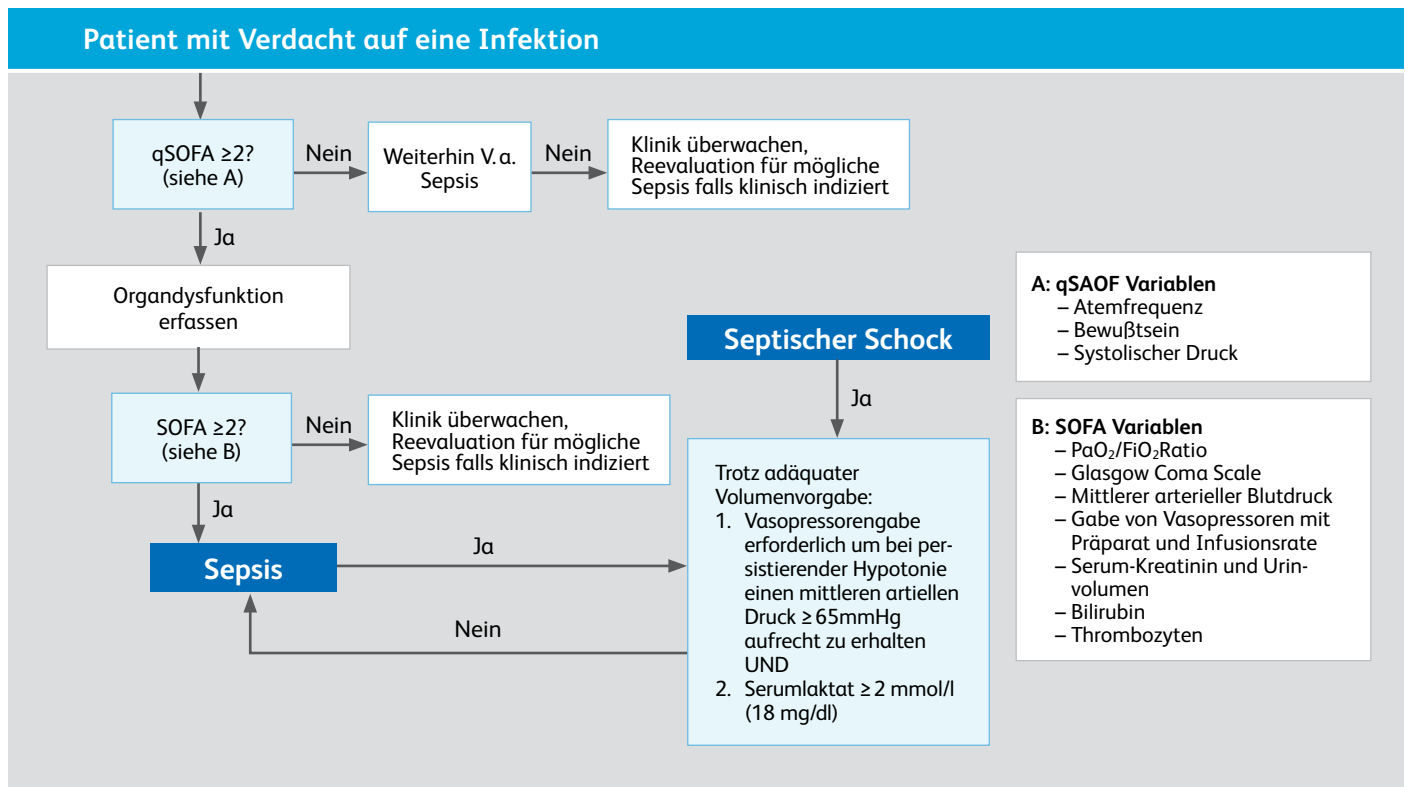 Patient mit Verdacht auf eine Infektion
qSOFA ≥2?
(siehe A)
Nein
Weiterhin V. a.
Sepsis
Nein
Klinik überwachen,
Reevaluation für mögliche
Sepsis falls klinisch indiziert
Ja
Organdysfunktion
erfassen
SOFA ≥2?
(siehe B)
Nein
Klinik überwachen,
Reevaluation für mögliche
Sepsis falls klinisch indiziert
Ja
Sepsis
Ja
Nein
Septischer Schock
Ja
Trotz adäquater
Volumenvorgabe:
1. Vasopressorengabe
erforderlich um bei per-
sistierender Hypotonie
einen mittleren artiellen
Druck ≥ 65mmHg
aufrecht zu erhalten
UND
2. Serumlaktat ≥ 2 mmol/l
(18 mg/dl)
A: qSAOF Variablen
– Atemfrequenz
– Bewußtsein
– Systolischer Druck
B: SOFA Variablen
– PaO₂/FiO₂Ratio
– Glasgow Coma Scale
– Mittlerer arterieller Blutdruck
– Gabe von Vasopressoren mit
Präparat und Infusionsrate
– Serum-Kreatinin und Urin-
volumen
– Bilirubin
– Thrombozyten